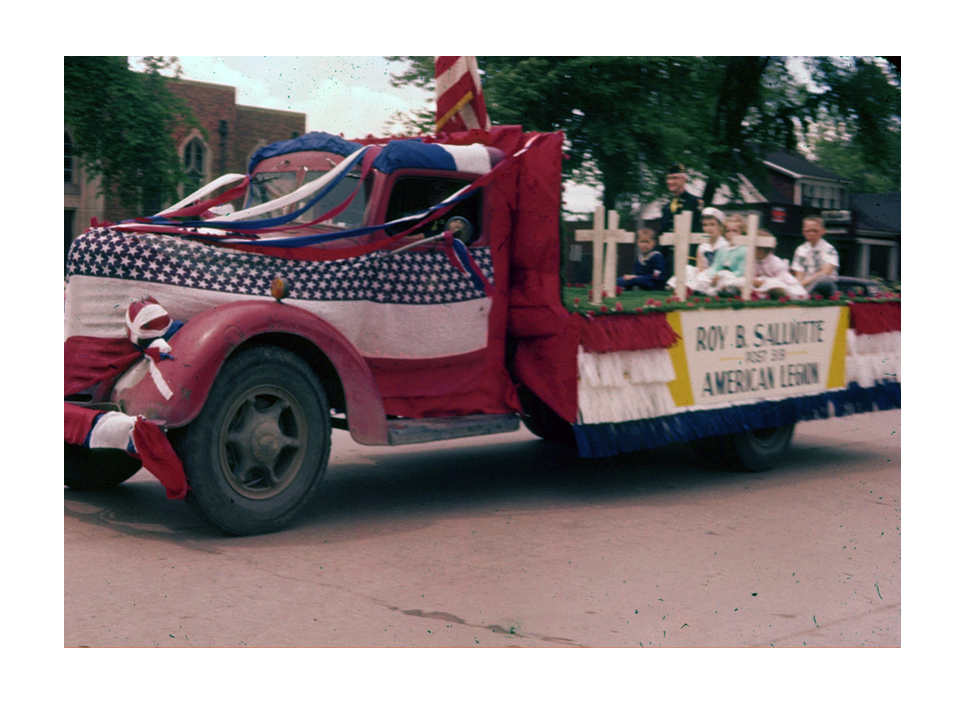 ROY B. SALLIOTTE
POST 319
AMERICAN LEGION